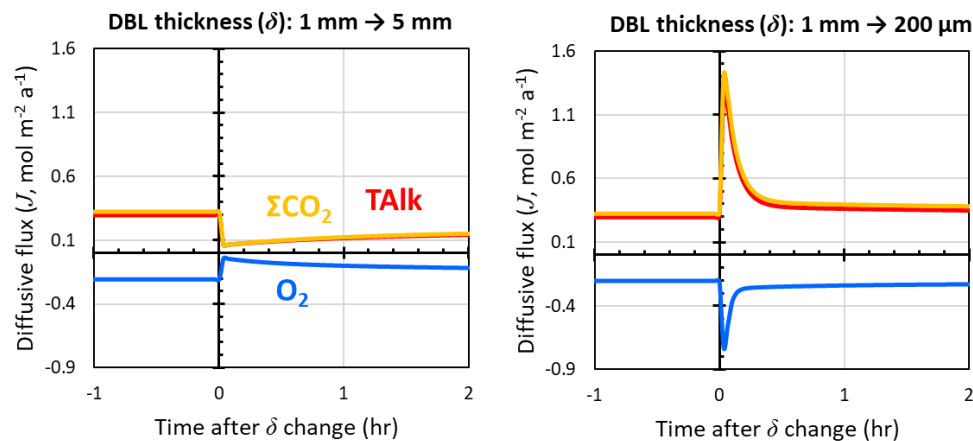 DBL thickness (δ): 1 mm → 5 mm
Diffusive flux (J, mol m⁻² a⁻¹)
1.6
1.1
0.6
0.1
-0.4
-0.9
ΣCO₂
TAlk
O₂
-1
0
1
2
Time after δ change (hr)
DBL thickness (δ): 1 mm → 200 µm
Diffusive flux (J, mol m⁻² a⁻¹)
1.6
1.1
0.6
0.1
-0.4
-0.9
-1
0
1
2
Time after δ change (hr)